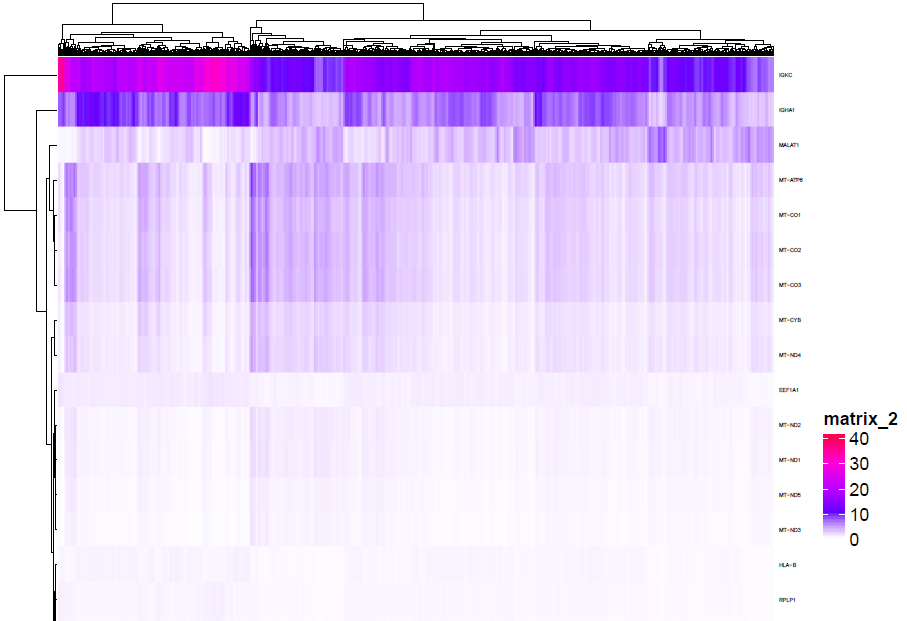 IGKC
IGHA1
MALAT1
MT-ATP6
MT-CO1
MT-CO2
MT-CO3
MT-CYB
MT-ND4
EEF1A1
MT-ND2
MT-ND1
MT-ND5
MT-ND3
HLA-B
RPLP1
matrix_2
40
30
20
10
0